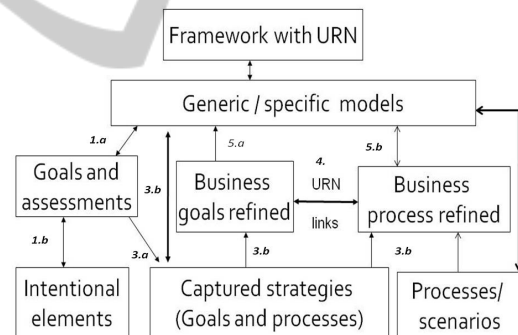 Framework with URN
Generic / specific models
1.a
5.a
4.
5.b
Goals and
assessments
3.b
Business
goals refined
URN
links
Business
process refined
1.b
3.a
3.b
3.b
Intentional
elements
Captured strategies
(Goals and processes)
Processes/
scenarios